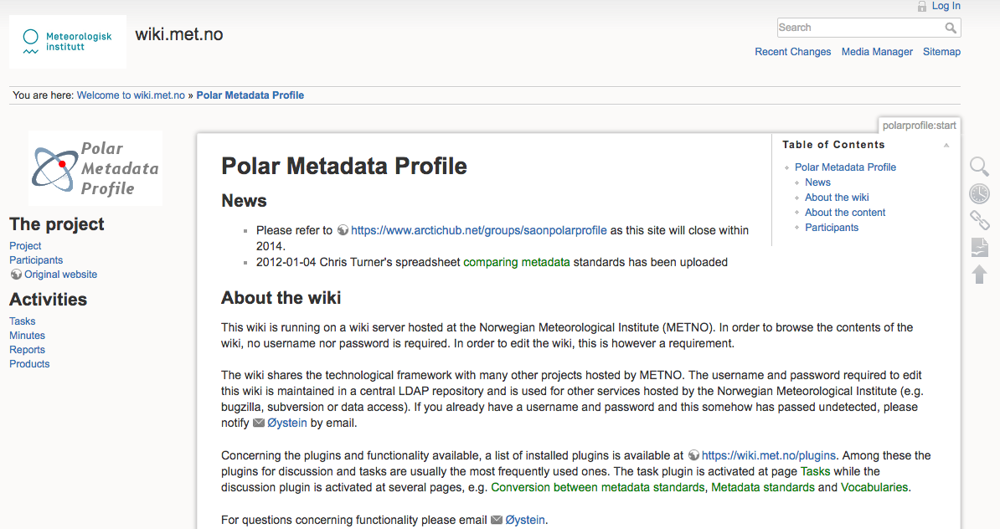 Log In
Meteorologisk
institutt
wiki.met.no
Search
Recent Changes Media Manager Sitemap
You are here: Welcome to wiki.met.no » Polar Metadata Profile
polarprofile:start
Polar
Metadata
Profile
The project
Project
Participants
Original website
Activities
Tasks
Minutes
Reports
Products
Table of Contents
Polar Metadata Profile
News
About the wiki
About the content
Participants
Polar Metadata Profile
News
Please refer to https://www.arctichub.net/groups/saonpolarprofile as this site will close within
2014.
2012-01-04 Chris Turner's spreadsheet comparing metadata standards has been uploaded
About the wiki
This wiki is running on a wiki server hosted at the Norwegian Meteorological Institute (METNO). In order to browse the contents of the
wiki, no username nor password is required. In order to edit the wiki, this is however a requirement.
The wiki shares the technological framework with many other projects hosted by METNO. The username and password required to edit
this wiki is maintained in a central LDAP repository and is used for other services hosted by the Norwegian Meteorological Institute (e.g.
bugzilla, subversion or data access). If you already have a username and password and this somehow has passed undetected, please
notify Øystein by email.
Concerning the plugins and functionality available, a list of installed plugins is available at https://wiki.met.no/plugins. Among these the
plugins for discussion and tasks are usually the most frequently used ones. The task plugin is activated at page Tasks while the
discussion plugin is activated at several pages, e.g. Conversion between metadata standards, Metadata standards and Vocabularies.
For questions concerning functionality please email Øystein.